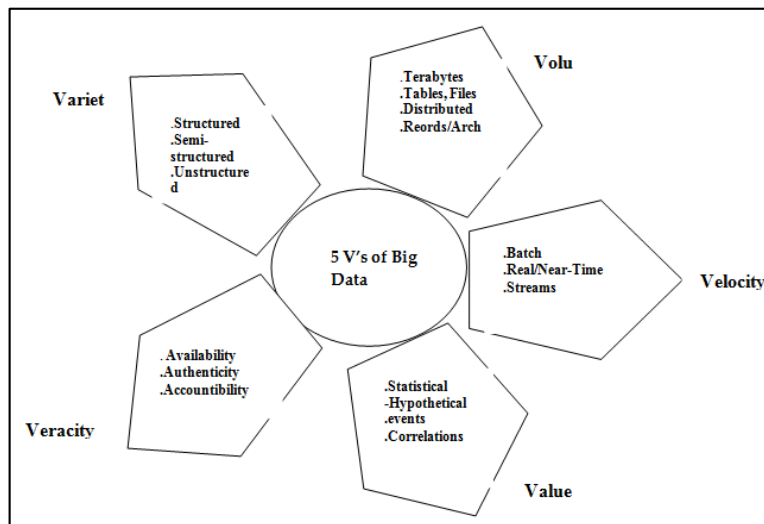 Volu
.Terabytes
.Tables, Files
.Distributed
.Reords/Arch
Variet
.Structured
.Semi-
structured
.Unstructure
d
5 V's of Big
Data
.Batch
.Real/Near-Time
.Streams
Velocity
. Availability
.Authenticity
.Accountibility
Veracity
.Statistical
-Hypothetical
.events
.Correlations
Value